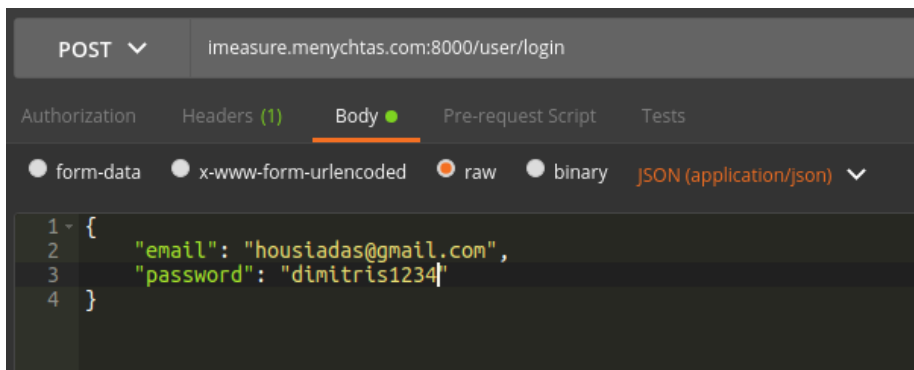 POST imeasure.menychtas.com:8000/user/login
Authorization Headers (1) Body Pre-request Script Tests
form-data x-www-form-urlencoded raw binary JSON (application/json)
1 {
2 "email": "housiadas@gmail.com",
3 "password": "dimitris1234"
4 }